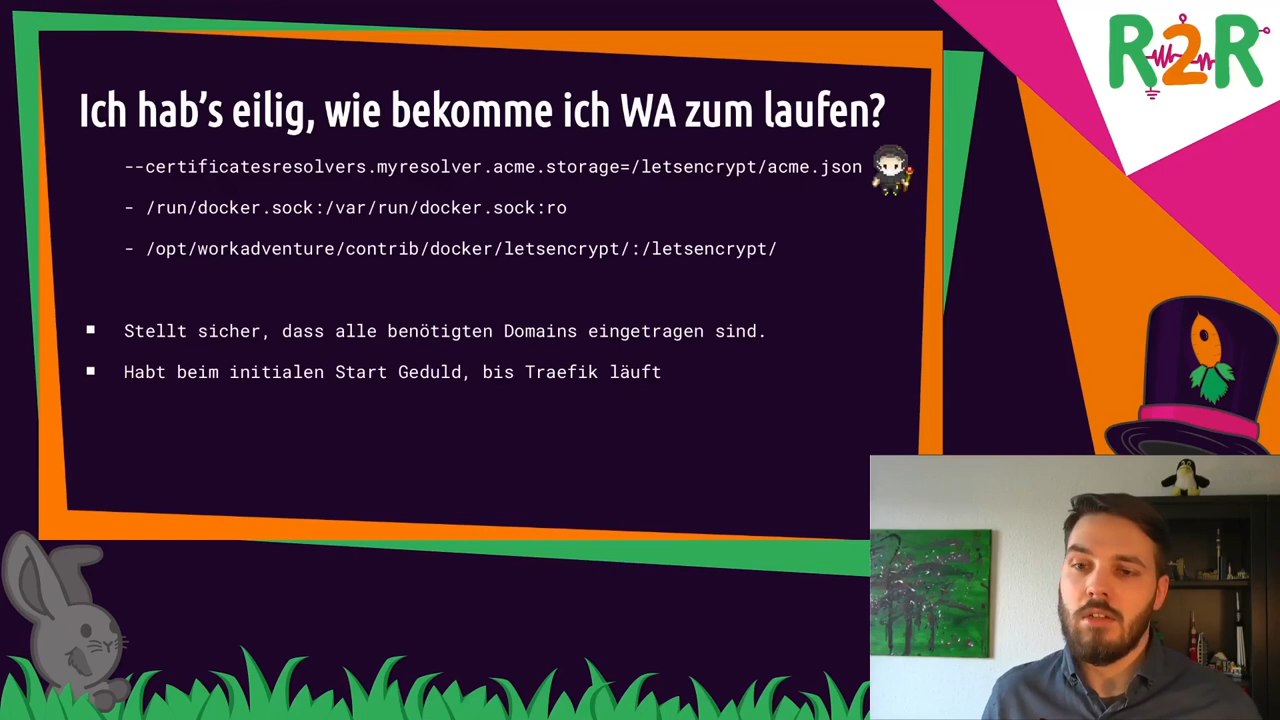 R2R
Ich hab’s eilig, wie bekomme ich WA zum laufen?
--certificatesresolvers.myresolver.acme.storage=/letsencrypt/acme.json
- /run/docker.sock:/var/run/docker.sock:ro
- /opt/workadventure/contrib/docker/letsencrypt/:/letsencrypt/
▪ Stellt sicher, dass alle benötigten Domains eingetragen sind.
▪ Habt beim initialen Start Geduld, bis Traefik läuft